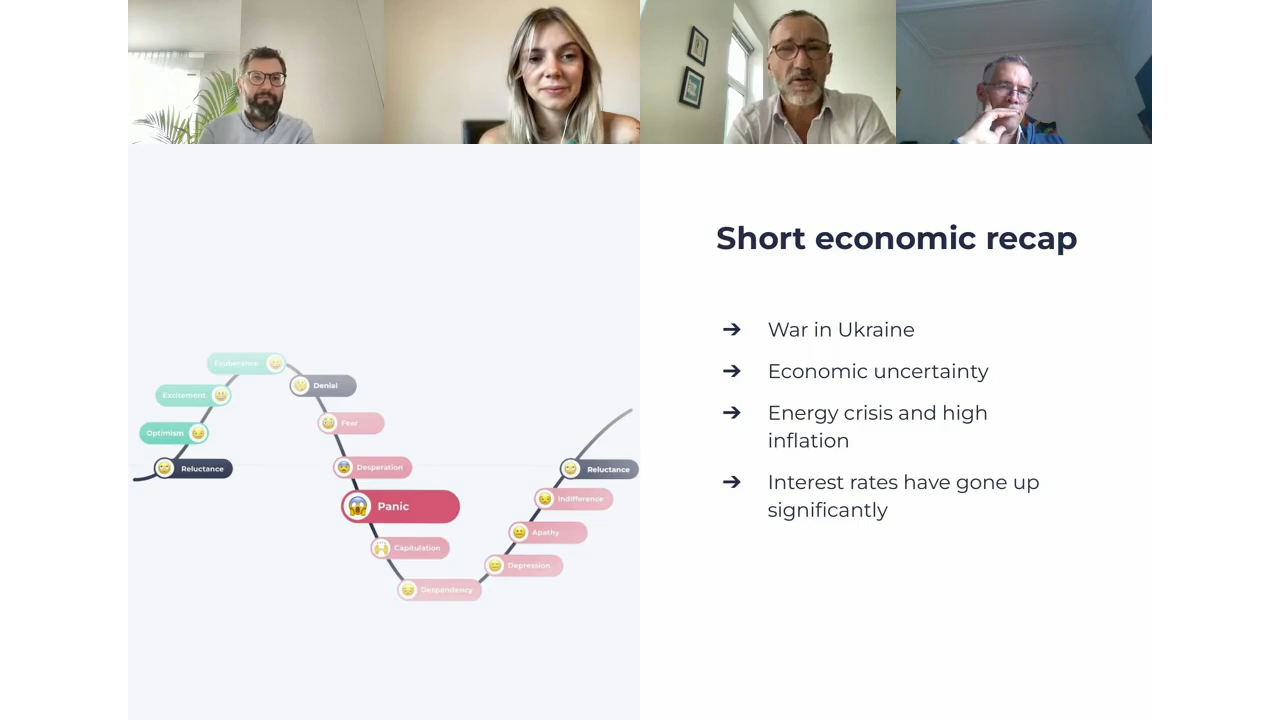 Short economic recap
➔ War in Ukraine
➔ Economic uncertainty
➔ Energy crisis and high
inflation
➔ Interest rates have gone up
significantly
Exuberance
Excitement
Optimism
Reluctance
Denial
Fear
Desperation
Panic
Capitulation
Despondency
Depression
Apathy
Indifference
Reluctance